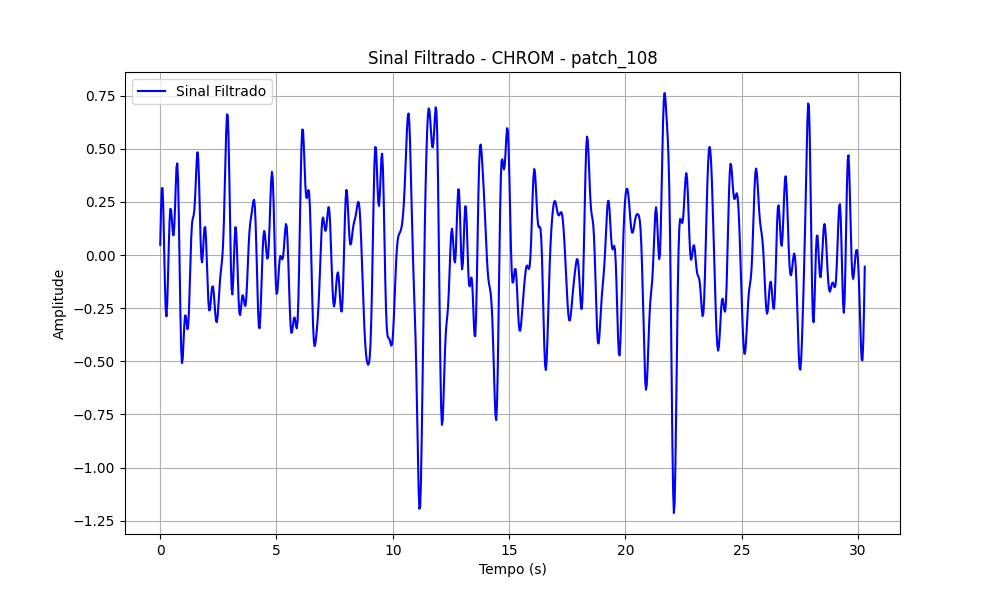 Sinal Filtrado - CHROM - patch_108
Sinal Filtrado
Amplitude
0.75
0.50
0.25
0.00
−0.25
−0.50
−0.75
−1.00
−1.25
0 5 10 15 20 25 30
Tempo (s)